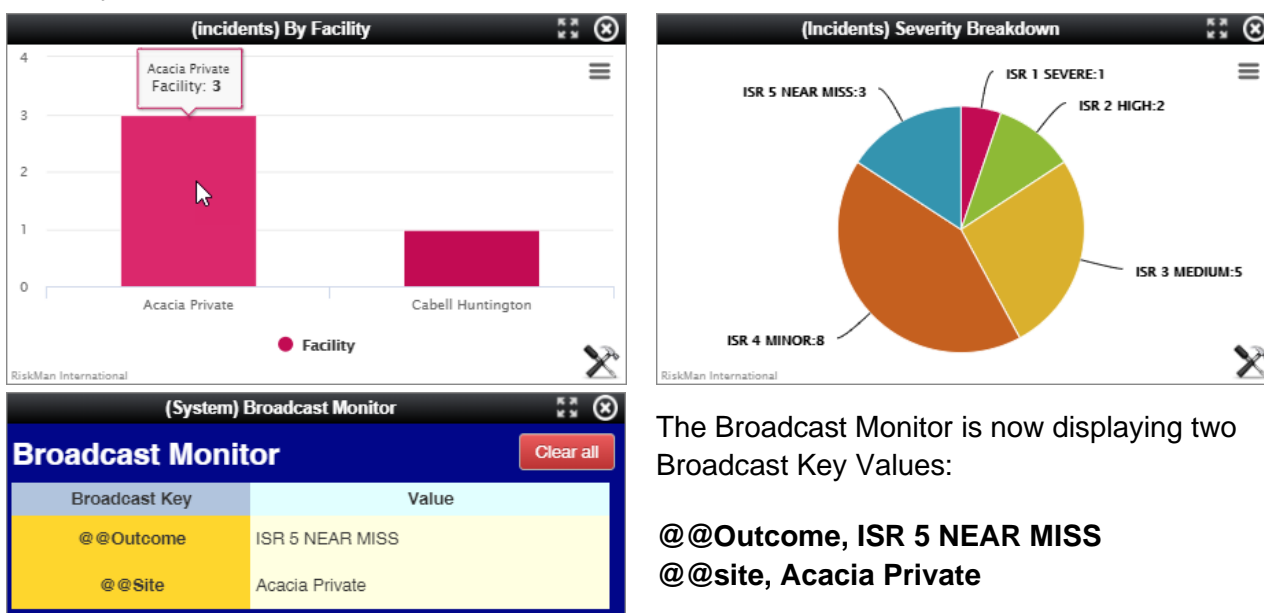 (incidents) By Facility
4
3
2
1
0
Acacia Private
Facility: 3
Acacia Private
Cabell Huntington
Facility
RiskMan International
(Incidents) Severity Breakdown
ISR 1 SEVERE:1
ISR 5 NEAR MISS:3
ISR 2 HIGH:2
ISR 3 MEDIUM:5
ISR 4 MINOR:8
RiskMan International
(System) Broadcast Monitor
Broadcast Monitor
Clear all
Broadcast Key Value
@@Outcome ISR 5 NEAR MISS
@@Site Acacia Private
The Broadcast Monitor is now displaying two
Broadcast Key Values:
@@Outcome, ISR 5 NEAR MISS
@@site, Acacia Private